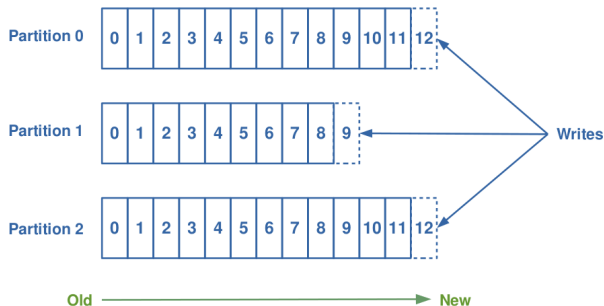 Partition 0 0 1 2 3 4 5 6 7 8 9 10 11 12
Partition 1 0 1 2 3 4 5 6 7 8 9
Writes
Partition 2 0 1 2 3 4 5 6 7 8 9 10 11 12
Old New